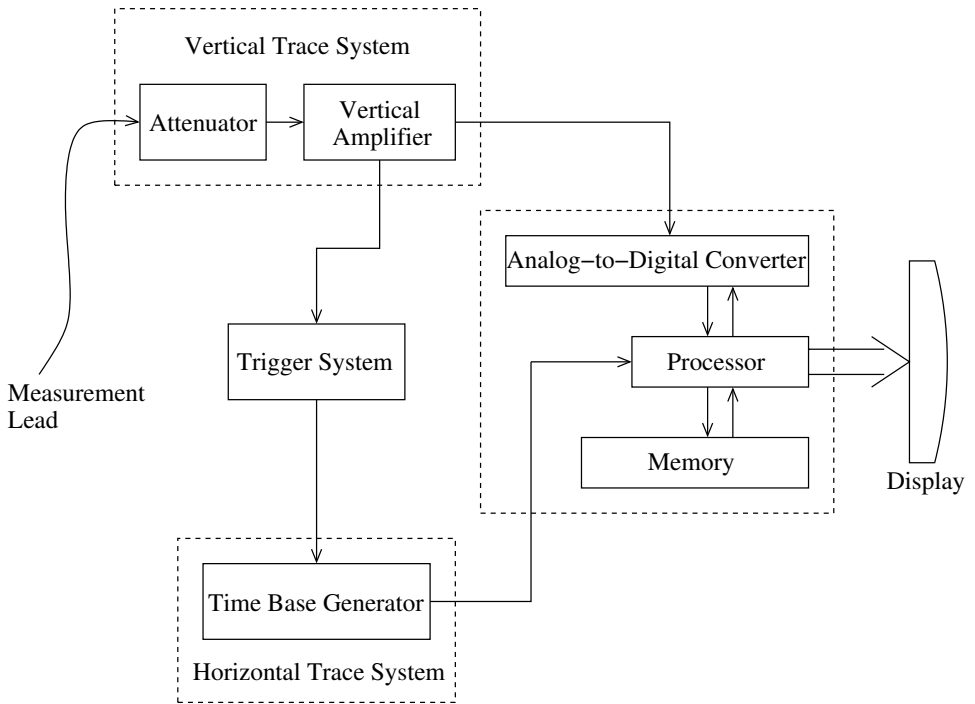 Vertical Trace System
Attenuator
Vertical
Amplifier
Analog−to−Digital Converter
Trigger System
Processor
Measurement
Lead
Memory
Display
Time Base Generator
Horizontal Trace System